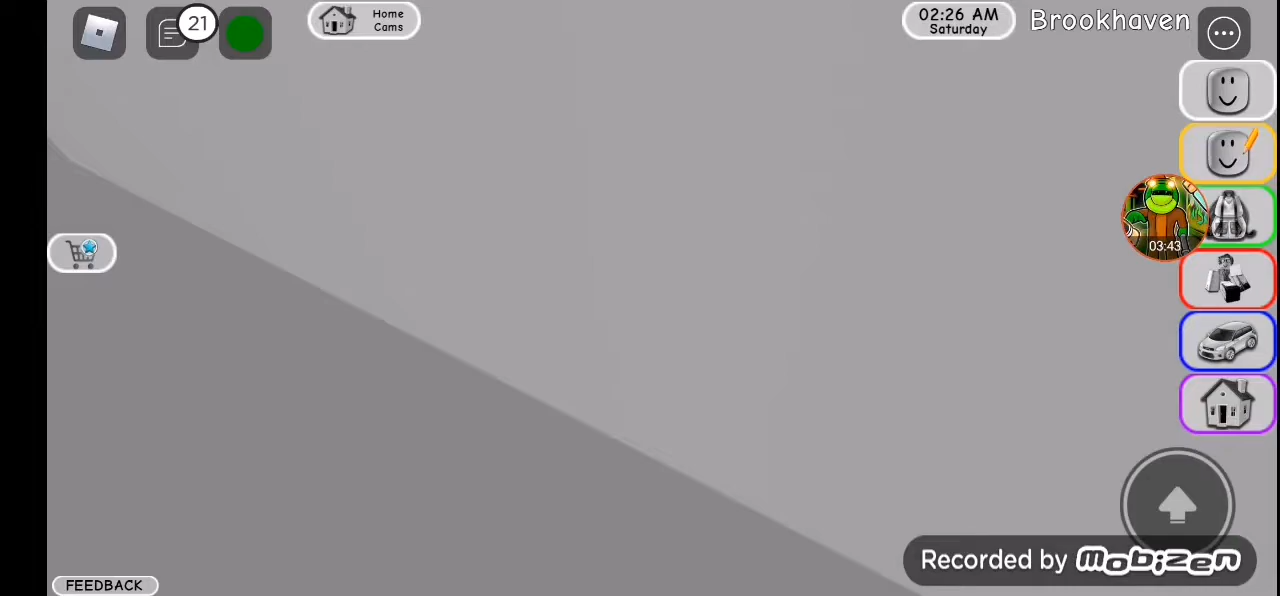 21
Home
Cams
02:26 AM
Saturday
Brookhaven
03:43
FEEDBACK
Recorded by Mobizen